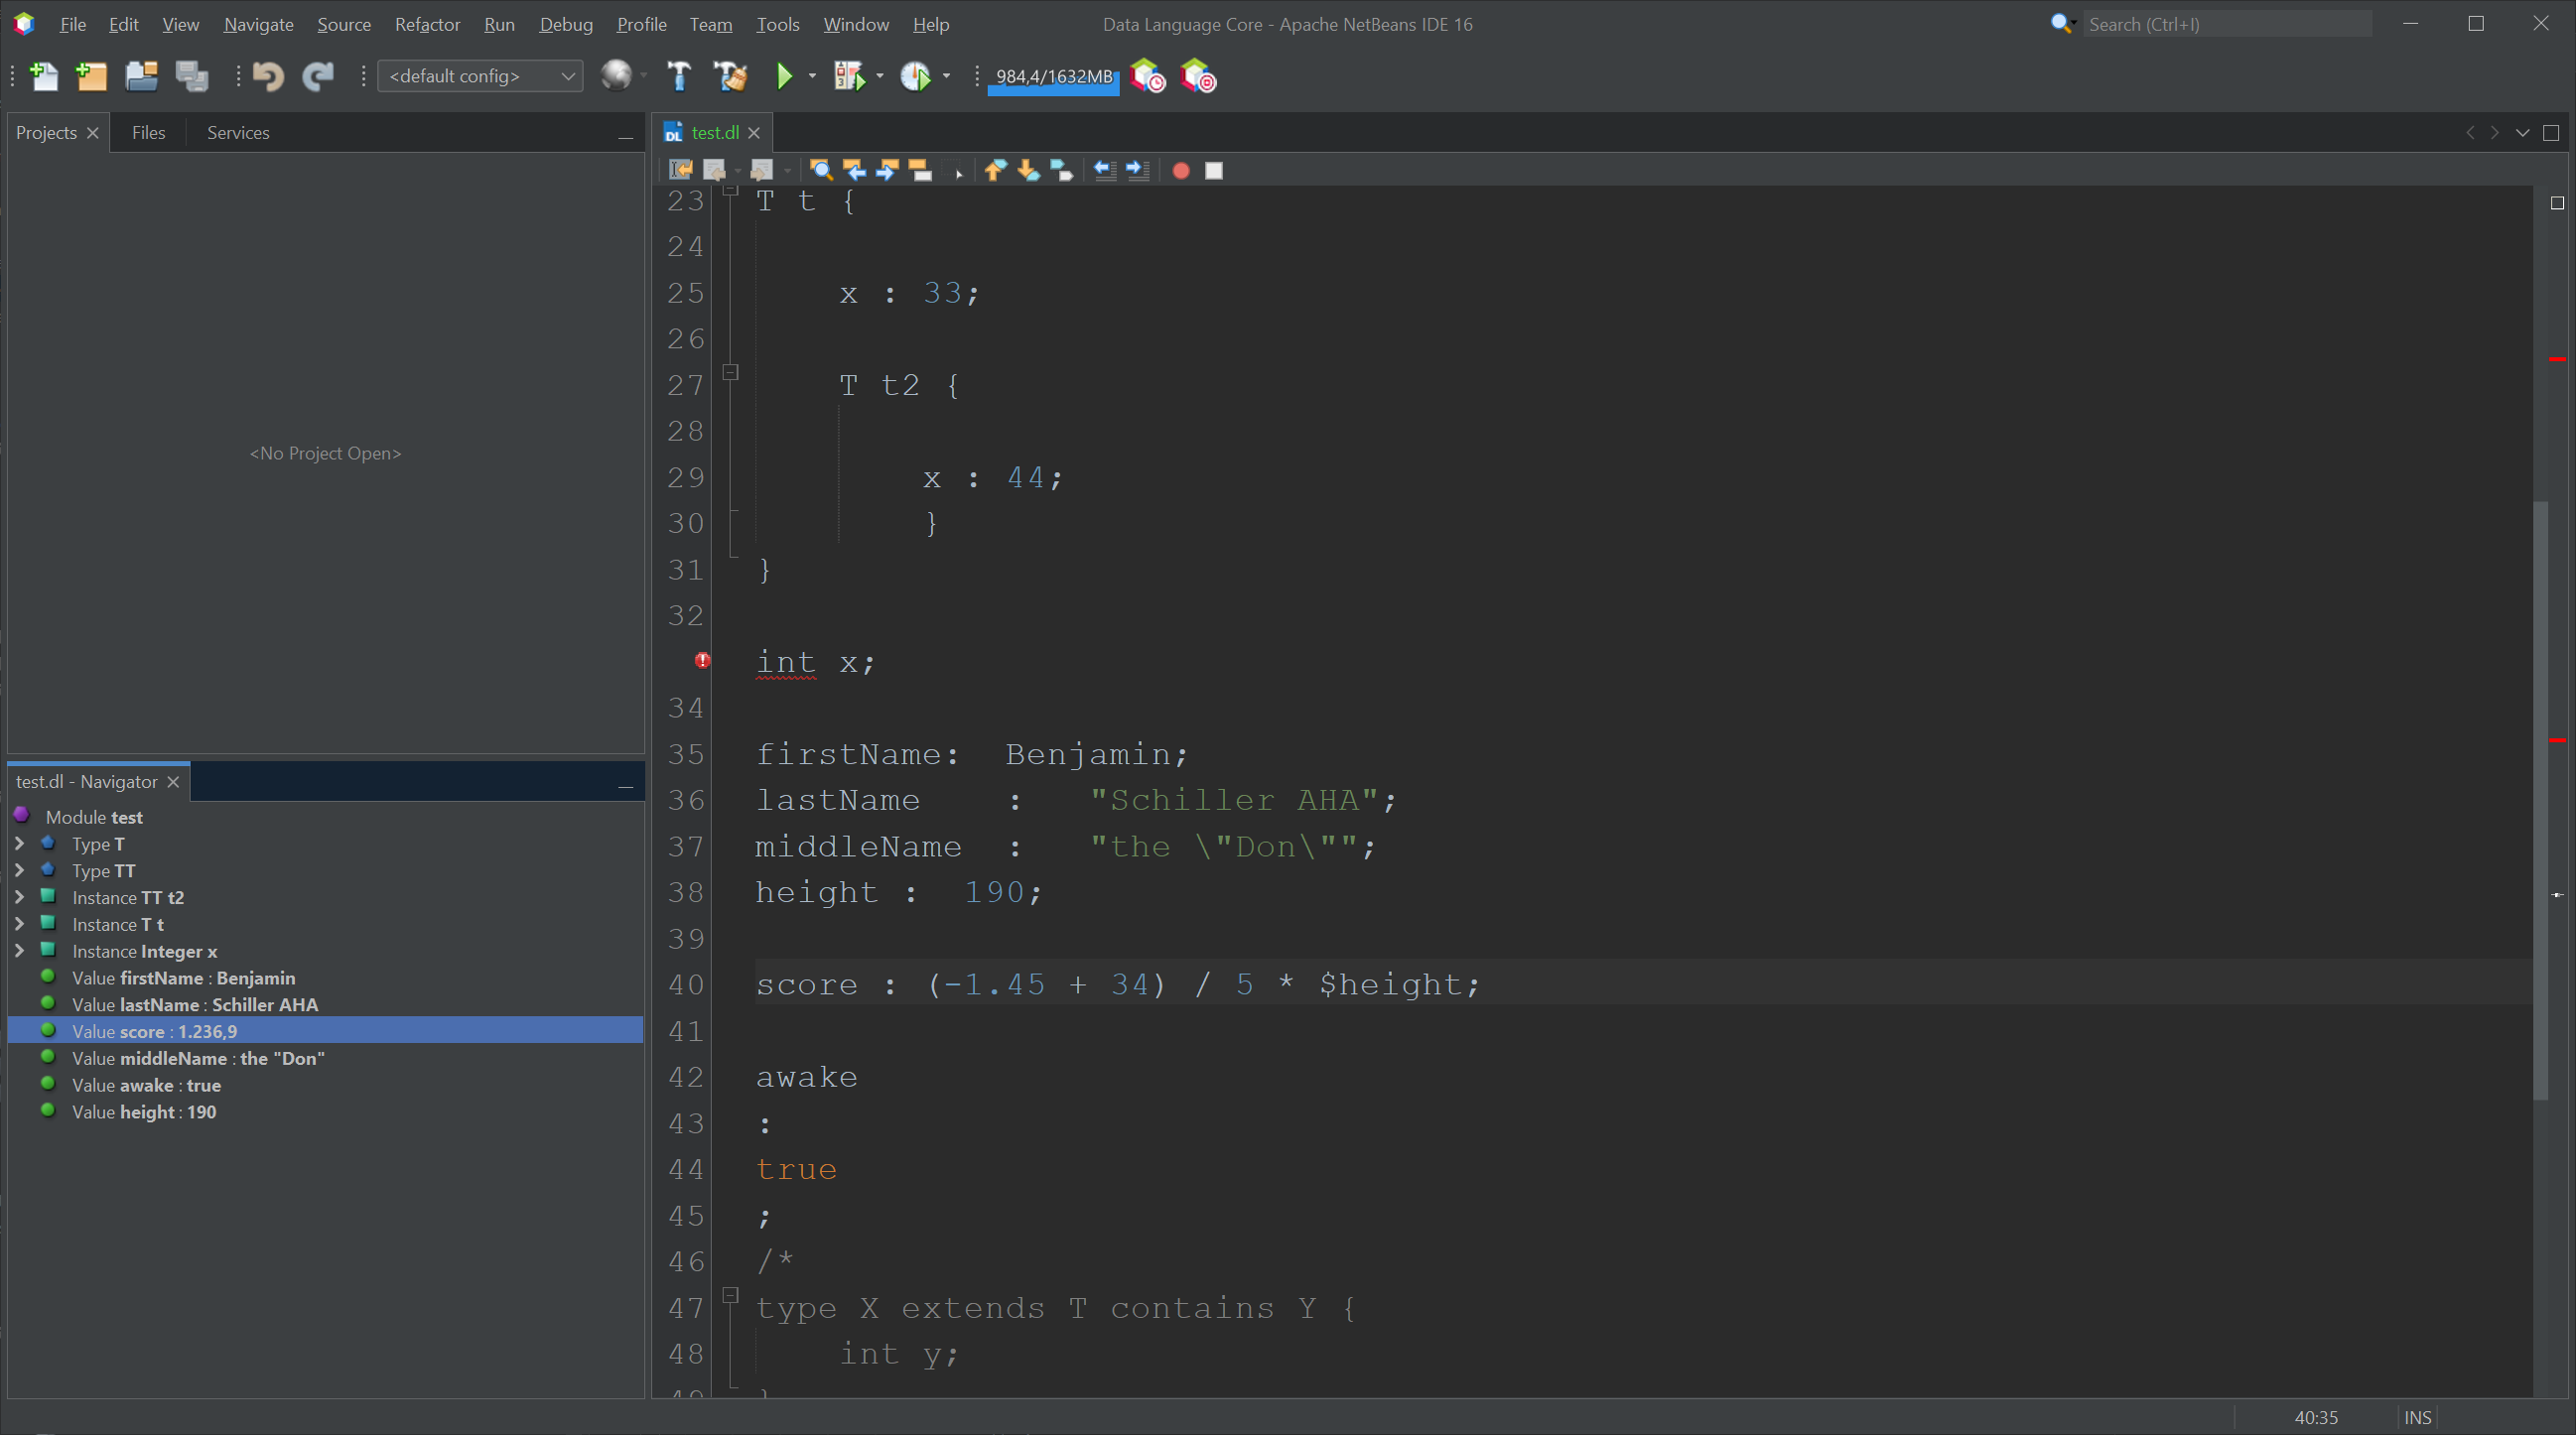 File Edit View Navigate Source Refactor Run Debug Profile Team Tools Window Help
Data Language Core - Apache NetBeans IDE 16
Search (Ctrl+I)
<default config>
984,4/1632MB
Projects Files Services
<No Project Open>
test.dl - Navigator
Module test
Type T
Type TT
Instance TT t2
Instance T t
Instance Integer x
Value firstName : Benjamin
Value lastName : Schiller AHA
Value score : 1.236,9
Value middleName : the "Don"
Value awake : true
Value height : 190
DL test.dl
23 T t {
24
25 x : 33;
26
27 T t2 {
28
29 x : 44;
30 }
31 }
32
int x;
34
35 firstName: Benjamin;
36 lastName : "Schiller AHA";
37 middleName : "the \"Don\"";
38 height : 190;
39
40 score : (-1.45 + 34) / 5 * $height;
41
42 awake
43 :
44 true
45 ;
46 /*
47 type X extends T contains Y {
48 int y;
49 }
40:35 INS